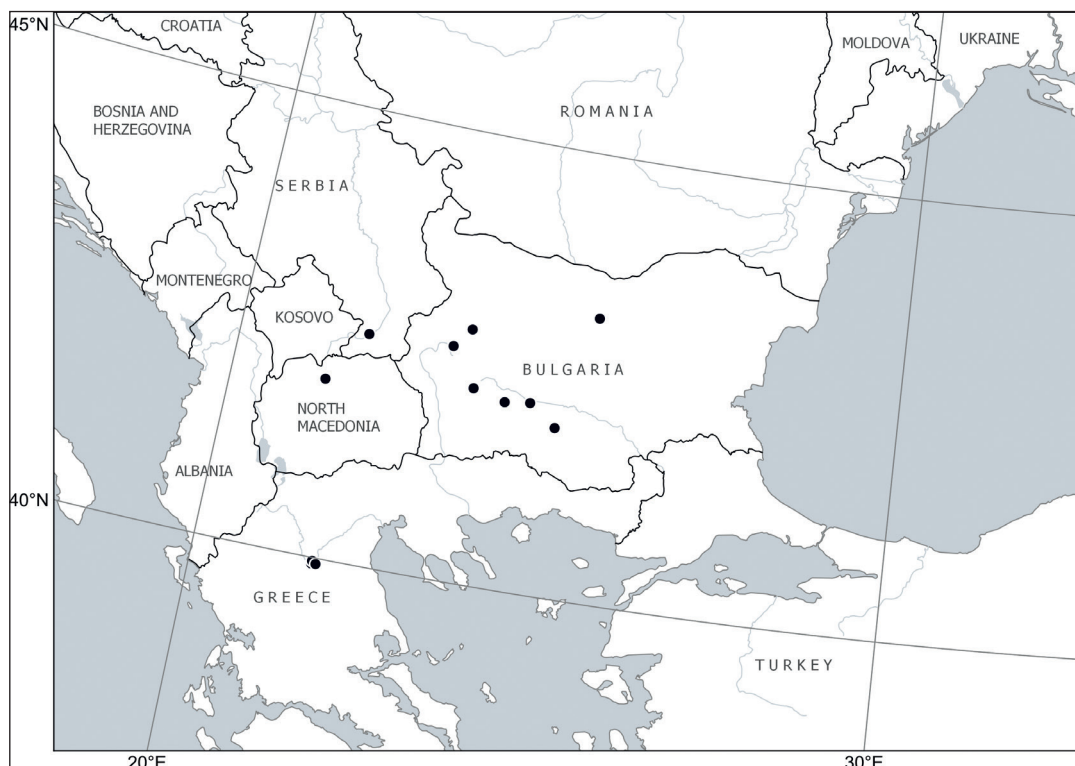 45°N
CROATIA
MOLDOVA
UKRAINE
BOSNIA AND
HERZEGOVINA
ROMANIA
SERBIA
MONTENEGRO
KOSOVO
BULGARIA
NORTH
MACEDONIA
ALBANIA
40°N
GREECE
TURKEY
20°E
30°E